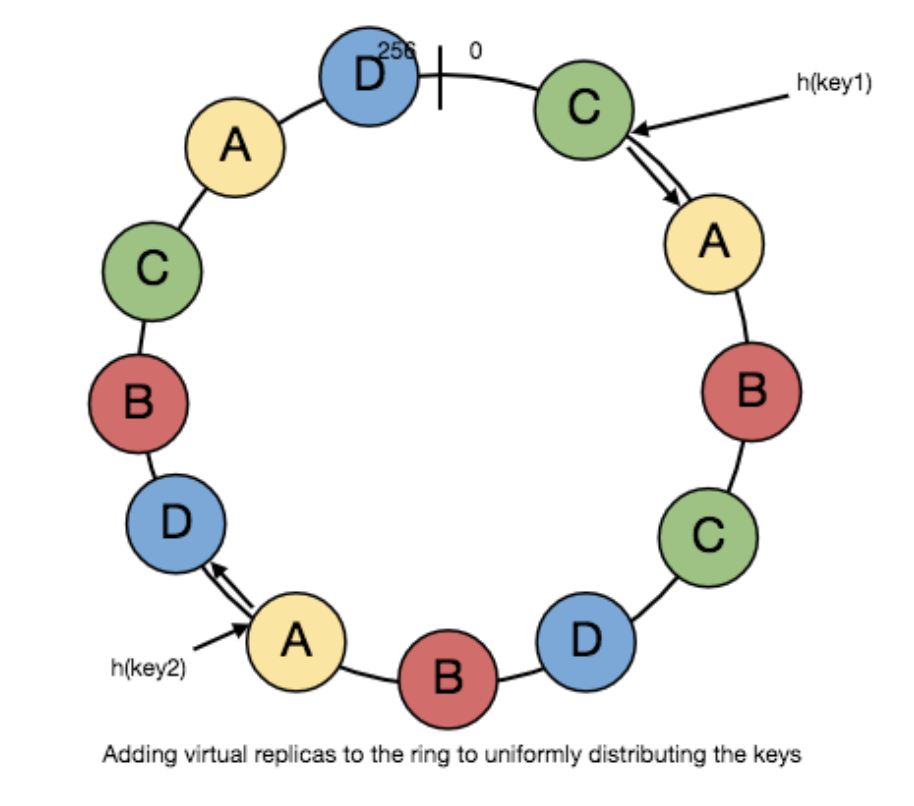 256 0
D
C
h(key1)
A
A
C
B
B
D
C
h(key2)
A
B
D
Adding virtual replicas to the ring to uniformly distributing the keys